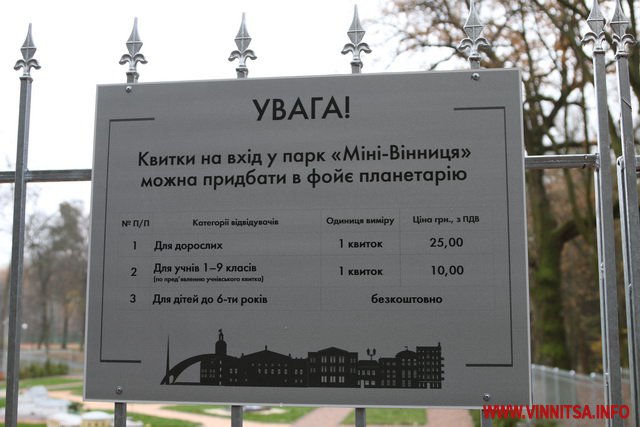 УВАГА!
Квитки на вхід у парк «Міні-Вінниця»
можна придбати в фойє планетарію
№ П/П Категорії відвідувачів Одиниця виміру Ціна грн., з ПДВ
1 Для дорослих 1 квиток 25,00
2 Для учнів 1–9 класів 1 квиток 10,00
(по пред'явленню учнівського квитка)
3 Для дітей до 6-ти років безкоштовно
WWW.VINNITSA.INFO